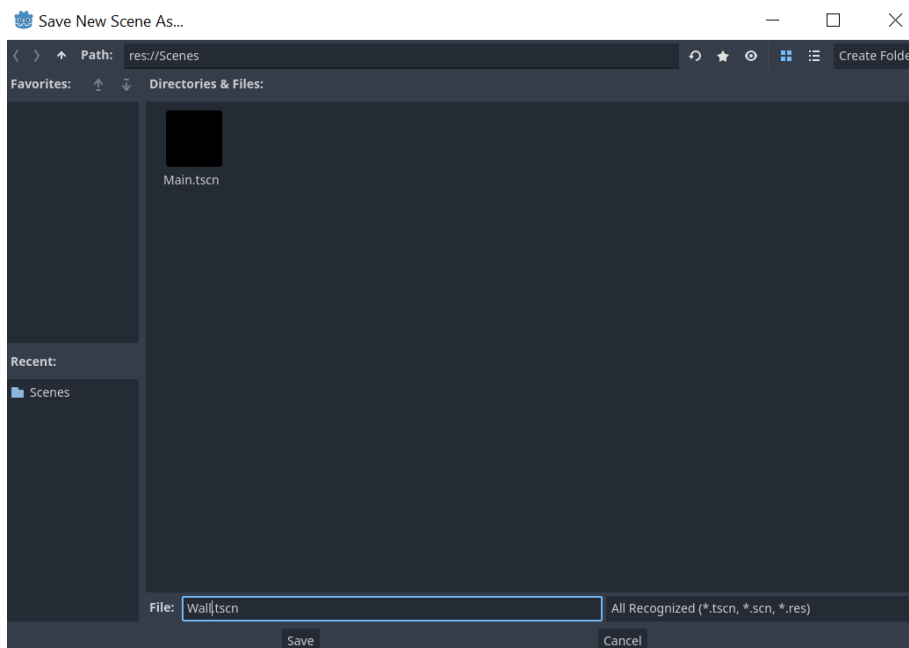 Save New Scene As...
Path: res://Scenes Create Folde
Favorites: Directories & Files:
Main.tscn
Recent:
Scenes
File: Wall.tscn All Recognized (*.tscn, *.scn, *.res)
Save Cancel